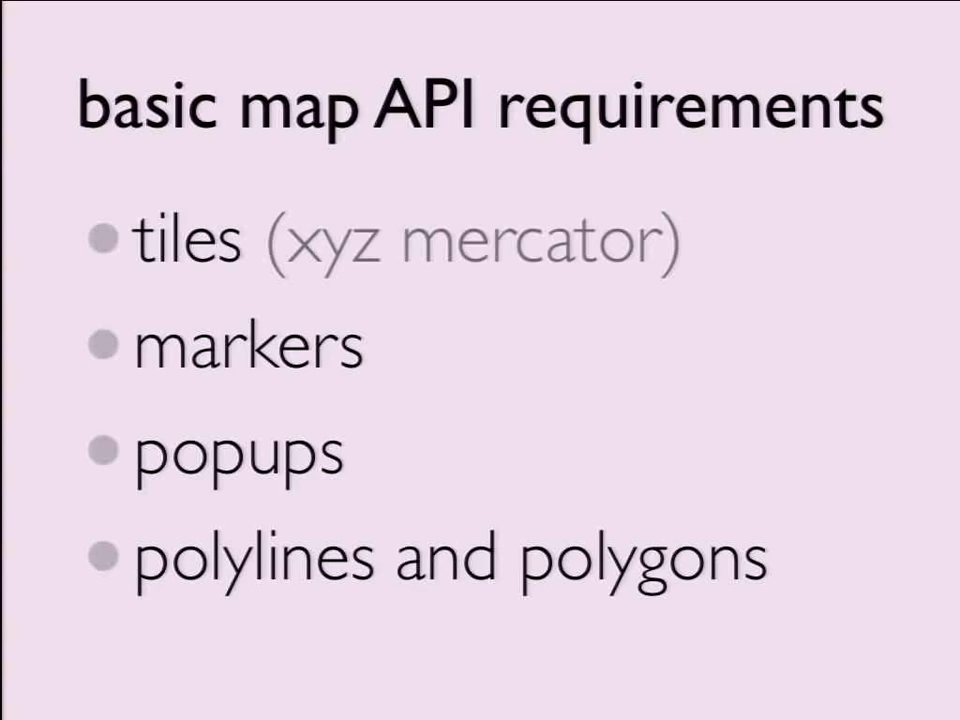 basic map API requirements
tiles (xyz mercator)
markers
popups
polylines and polygons